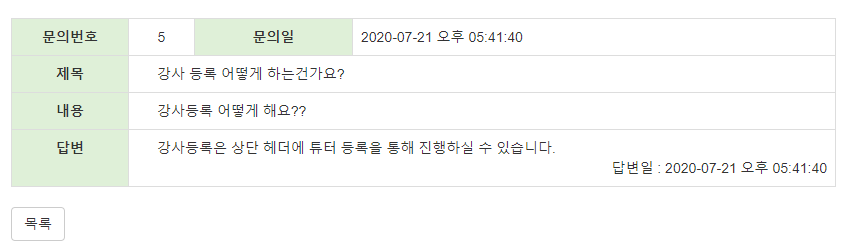 문의번호 5 문의일 2020-07-21 오후 05:41:40
제목 강사 등록 어떻게 하는건가요?
내용 강사등록 어떻게 해요??
답변 강사등록은 상단 헤더에 튜터 등록을 통해 진행하실 수 있습니다.
답변일 : 2020-07-21 오후 05:41:40
목록